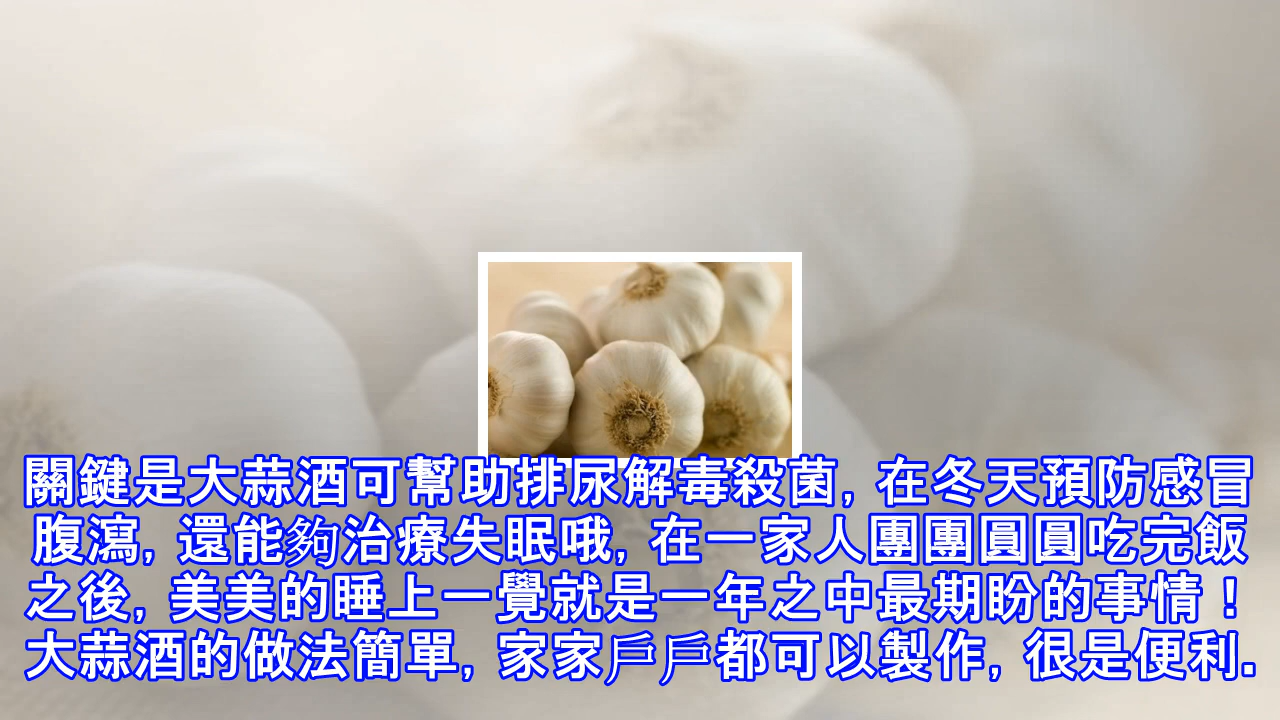 關鍵是大蒜酒可幫助排尿解毒殺菌, 在冬天預防感冒
腹瀉, 還能夠治療失眠哦, 在一家人團團圓圓吃完飯
之後, 美美的睡上一覺就是一年之中最期盼的事情!
大蒜酒的做法簡單, 家家戶戶都可以製作, 很是便利.